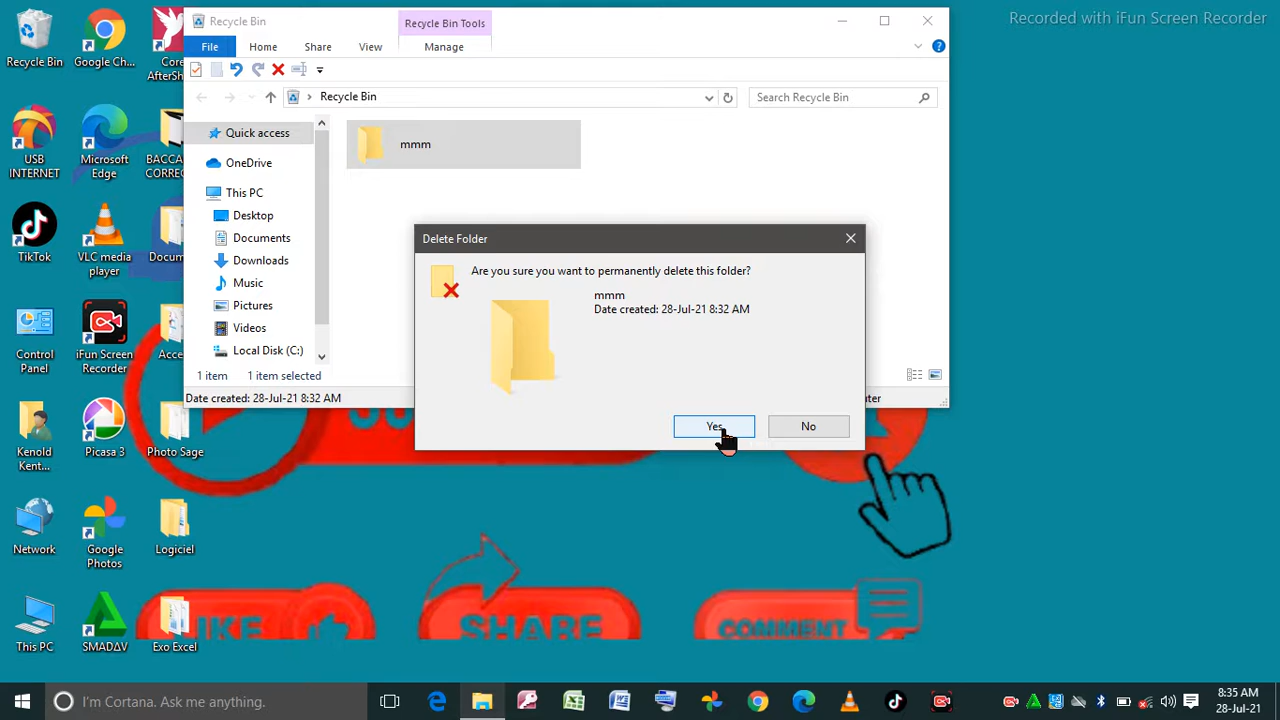 Recorded with iFun Screen Recorder
Recycle Bin
Recycle Bin Tools
File
Home
Share
View
Manage
Recycle Bin
Search Recycle Bin
Quick access
OneDrive
This PC
Desktop
Documents
Downloads
Music
Pictures
Videos
Local Disk (C:)
mmm
1 item
1 item selected
Date created: 28-Jul-21 8:32 AM
Delete Folder
Are you sure you want to permanently delete this folder?
mmm
Date created: 28-Jul-21 8:32 AM
Yes
No
Recycle Bin
Google Ch...
USB INTERNET
Microsoft Edge
TikTok
VLC media player
Control Panel
iFun Screen Recorder
Kenold Kent...
Picasa 3
Photo Sage
Network
Google Photos
Logiciel
This PC
SMADΔV
Exo Excel
LIKE
SHARE
COMMENT
I'm Cortana. Ask me anything.
8:35 AM
28-Jul-21